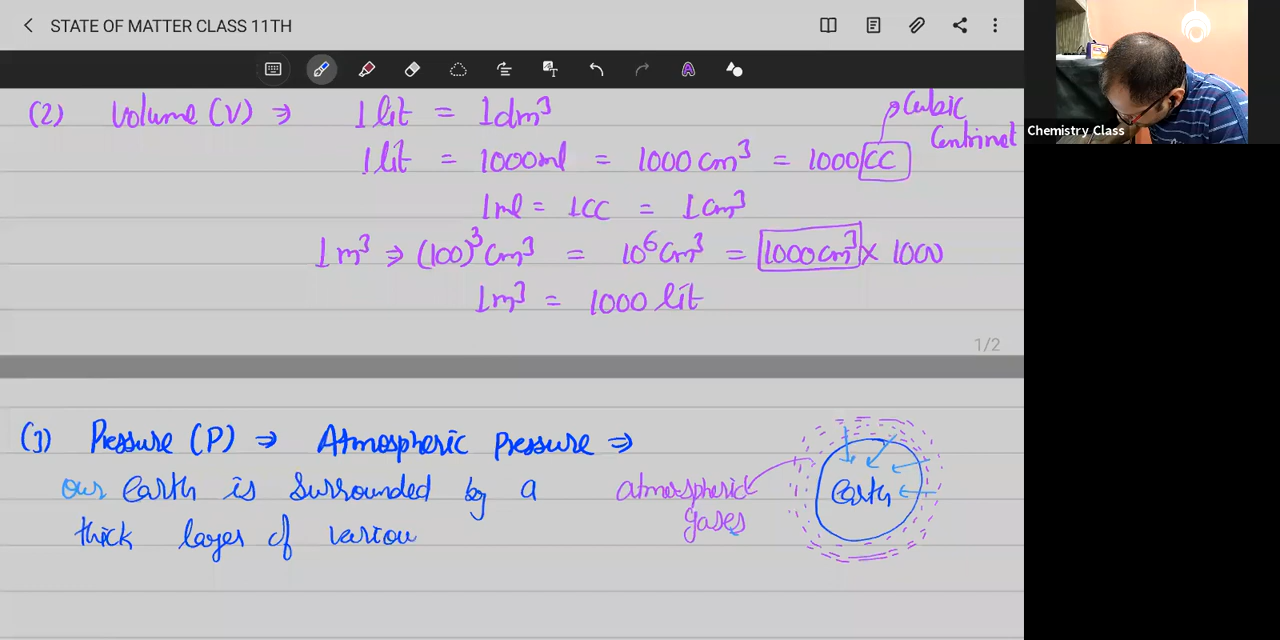 STATE OF MATTER CLASS 11TH
Chemistry Class
(2) Volume (V) ⇒ 1 lit = 1dm³
Cubic
Centimet
1 lit = 1000ml = 1000 cm³ = 1000 CC
1ml = 1CC = 1cm³
1m³ ⇒ (100)³ cm³ = 10⁶ cm³ = 1000 cm³ × 1000
1m³ = 1000 lit
1/2
(3) Pressure (P) ⇒ Atmospheric pressure ⇒
our Earth is surrounded by a
thick layer of variou
atmospheric
gases
Earth